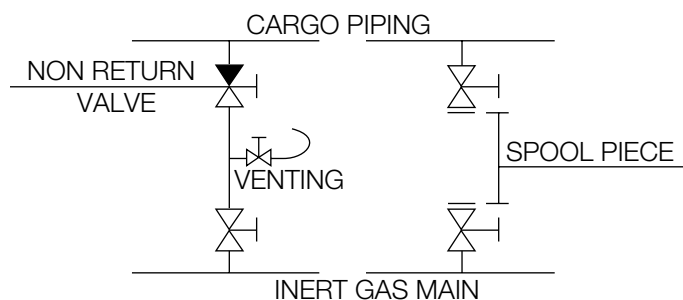 CARGO PIPING
NON RETURN
VALVE
SPOOL PIECE
VENTING
INERT GAS MAIN